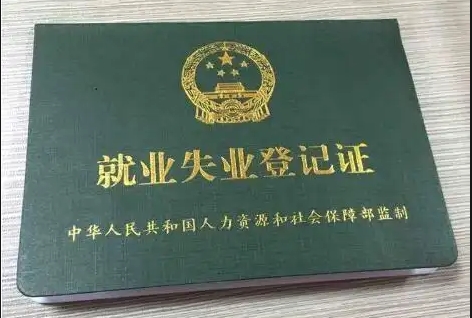 就业失业登记证
中华人民共和国人力资源和社会保障部监制